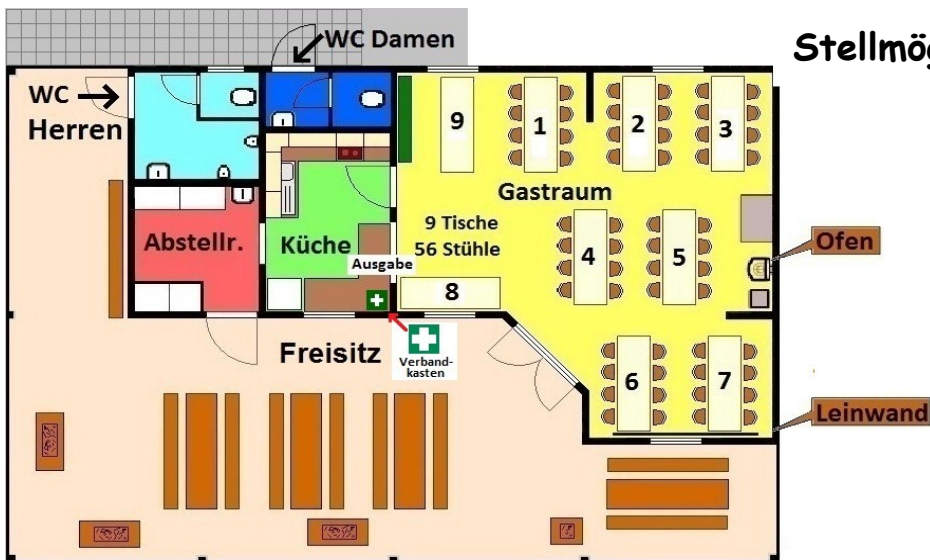 Stellmög
WC Damen
WC
Herren
9
1
2
3
Gastraum
9 Tische
56 Stühle
4
5
Ofen
Abstellr.
Küche
Ausgabe
8
Freisitz
Verband-
kasten
6
7
Leinwand